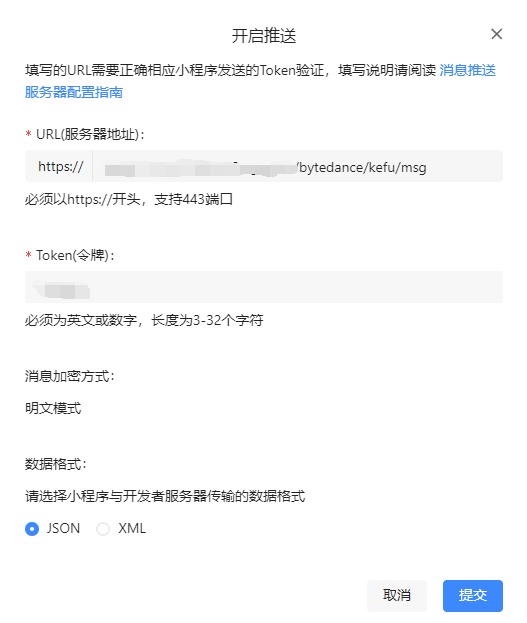 开启推送
填写的URL需要正确相应小程序发送的Token验证，填写说明请阅读 消息推送
服务器配置指南
* URL(服务器地址)：
https:// /bytedance/kefu/msg
必须以https://开头，支持443端口
* Token(令牌)：
必须为英文或数字，长度为3-32个字符
消息加密方式：
明文模式
数据格式：
请选择小程序与开发者服务器传输的数据格式
JSON XML
取消 提交